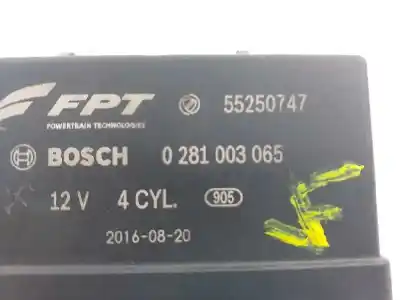 FPT 55250747
POWERTRAIN TECHNOLOGIES
BOSCH 0 281 003 065
12 V 4 CYL. 905
2016-08-20